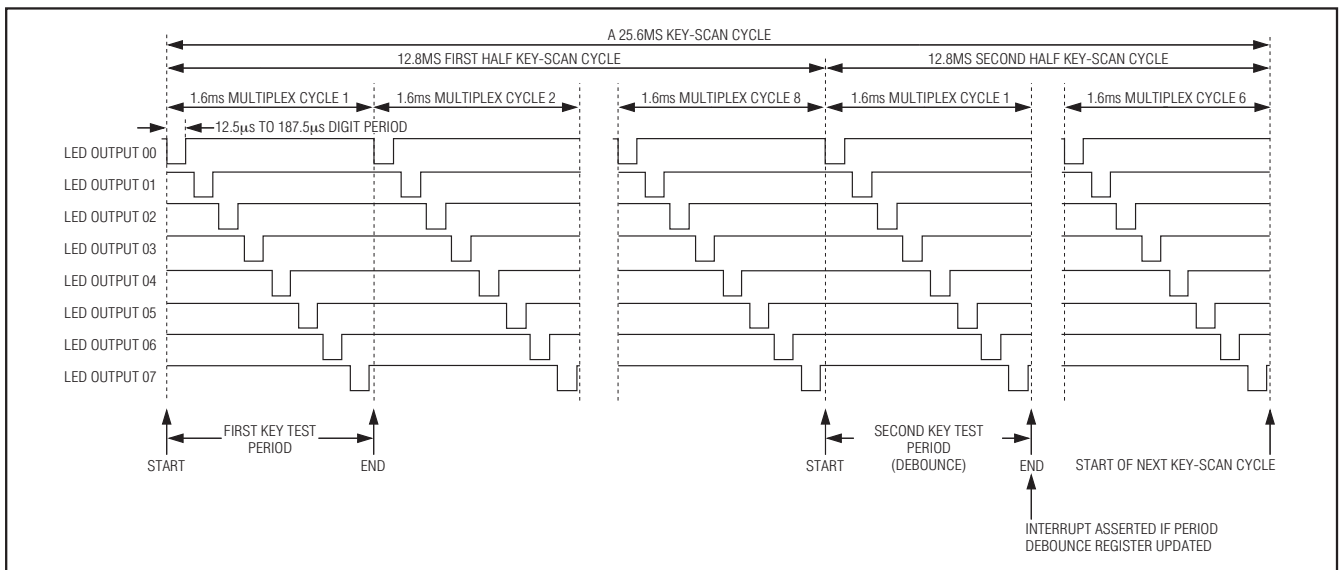 A 25.6MS KEY-SCAN CYCLE
12.8MS FIRST HALF KEY-SCAN CYCLE
12.8MS SECOND HALF KEY-SCAN CYCLE
1.6ms MULTIPLEX CYCLE 1
1.6ms MULTIPLEX CYCLE 2
1.6ms MULTIPLEX CYCLE 8
1.6ms MULTIPLEX CYCLE 1
1.6ms MULTIPLEX CYCLE 6
12.5µs TO 187.5µs DIGIT PERIOD
LED OUTPUT 00
LED OUTPUT 01
LED OUTPUT 02
LED OUTPUT 03
LED OUTPUT 04
LED OUTPUT 05
LED OUTPUT 06
LED OUTPUT 07
FIRST KEY TEST
PERIOD
SECOND KEY TEST
PERIOD
(DEBOUNCE)
START
END
START
END
START OF NEXT KEY-SCAN CYCLE
INTERRUPT ASSERTED IF PERIOD
DEBOUNCE REGISTER UPDATED